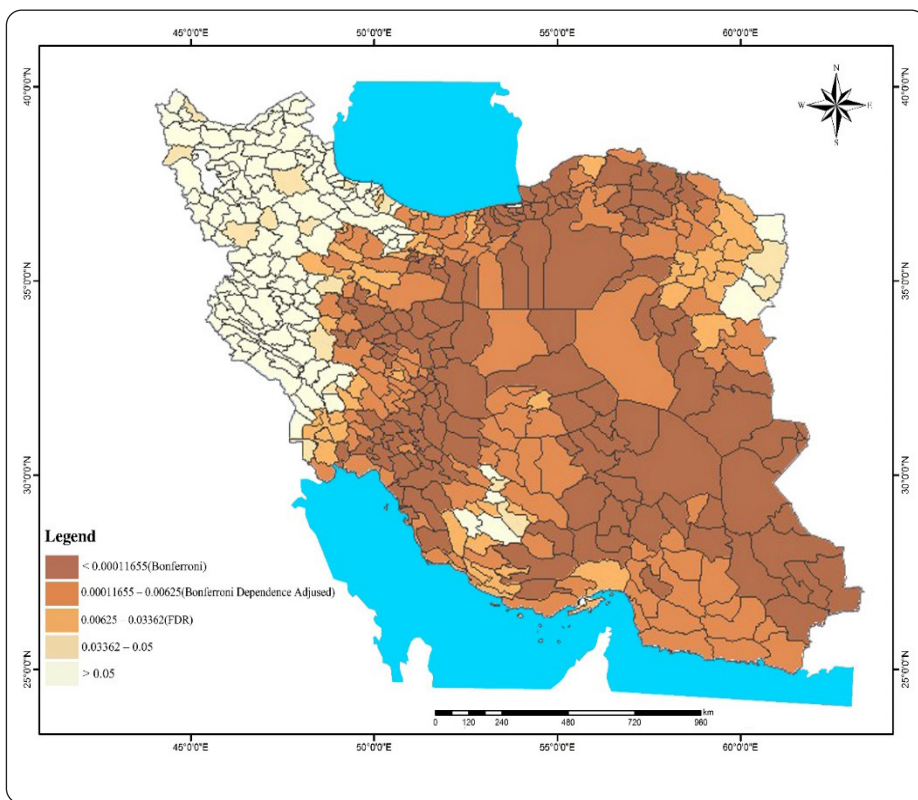 45°0'0"E 50°0'0"E 55°0'0"E 60°0'0"E
40°0'0"N 40°0'0"N
N
W E
S
35°0'0"N 35°0'0"N
30°0'0"N 30°0'0"N
Legend
< 0.00011655(Bonferroni)
0.00011655 – 0.00625(Bonferroni Dependence Adjusted)
0.00625 – 0.03362(FDR)
0.03362 – 0.05
> 0.05
25°0'0"N 25°0'0"N
km
0 120 240 480 720 960
45°0'0"E 50°0'0"E 55°0'0"E 60°0'0"E